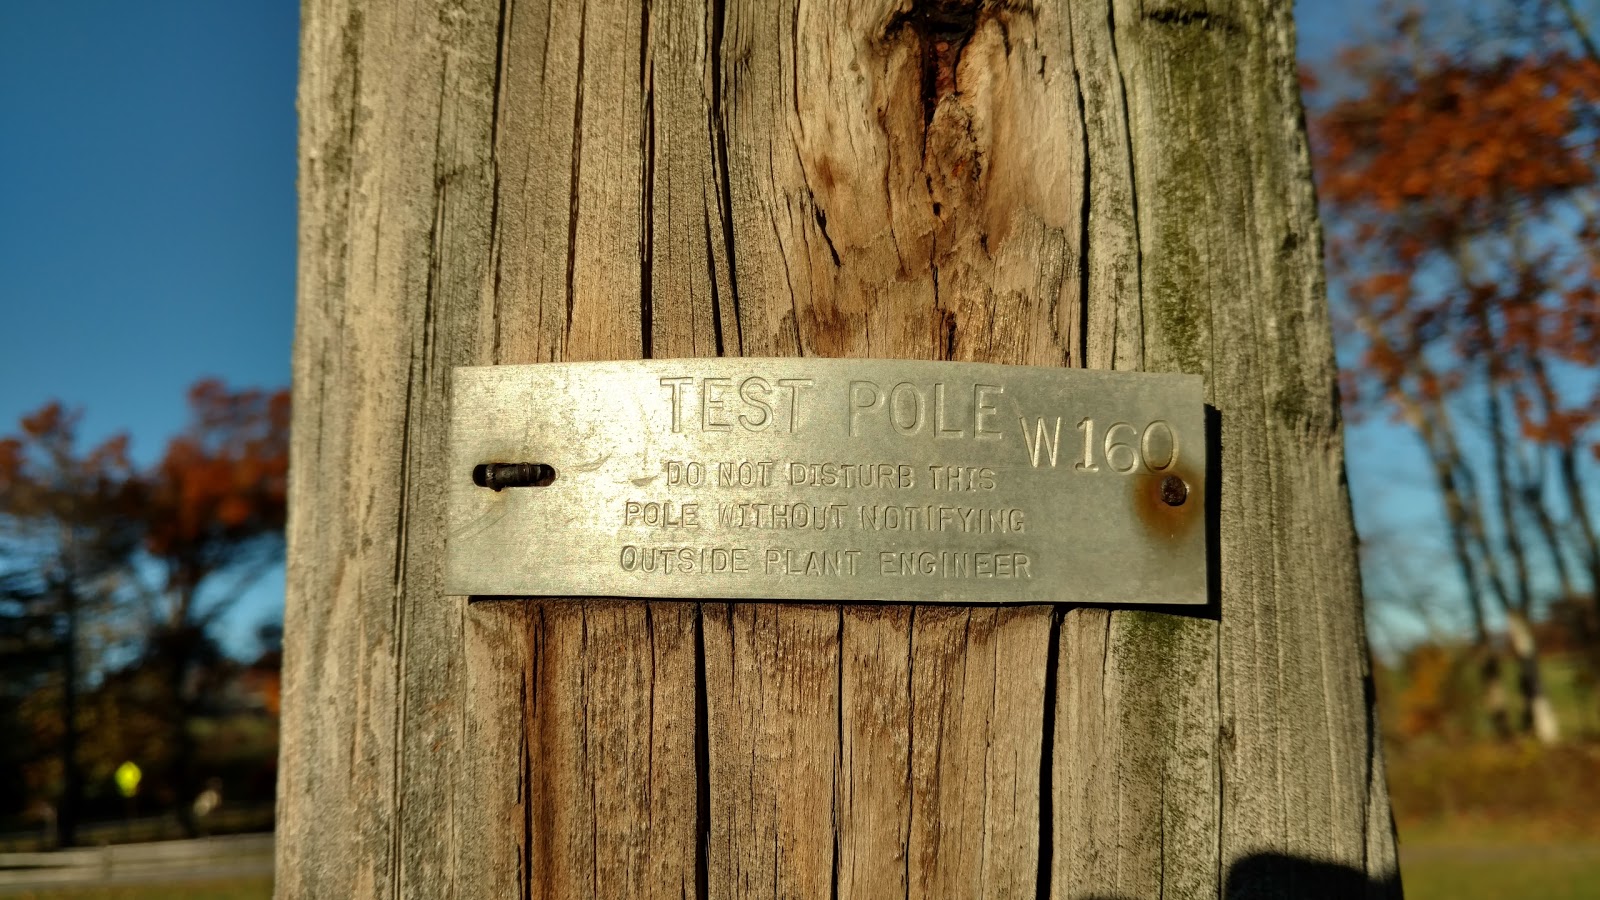 TEST POLE
W160
DO NOT DISTURB THIS
POLE WITHOUT NOTIFYING
OUTSIDE PLANT ENGINEER